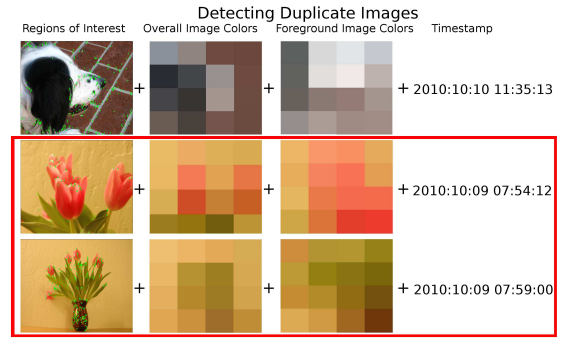 Detecting Duplicate Images
Regions of Interest Overall Image Colors Foreground Image Colors Timestamp
+ + + 2010:10:10 11:35:13
+ + + 2010:10:09 07:54:12
+ + + 2010:10:09 07:59:00